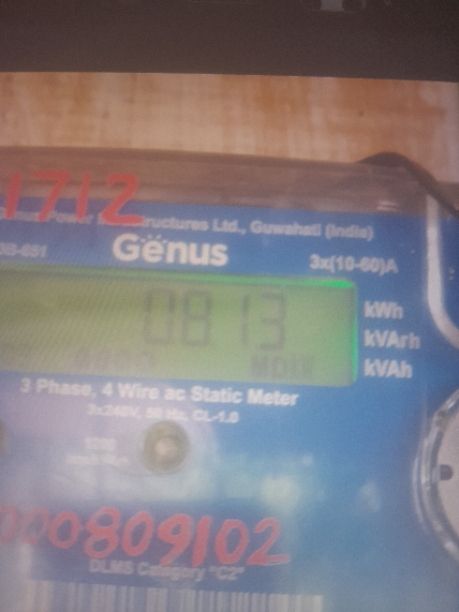 1712
Power structures Ltd., Guwahati (India)
Genus
3x(10-60)A
0813
kWh
kVArh
kVAh
3 Phase, 4 Wire ac Static Meter
3x240V, 50 Hz, CL-1.0
000809102
DLMS Category "C2"